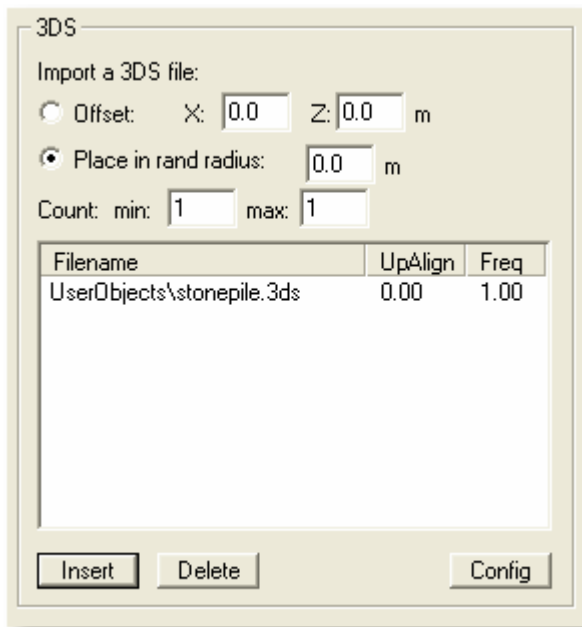 3DS
Import a 3DS file:
Offset: X: 0.0 Z: 0.0 m
Place in rand radius: 0.0 m
Count: min: 1 max: 1
Filename UpAlign Freq
UserObjects\stonepile.3ds 0.00 1.00
Insert Delete Config